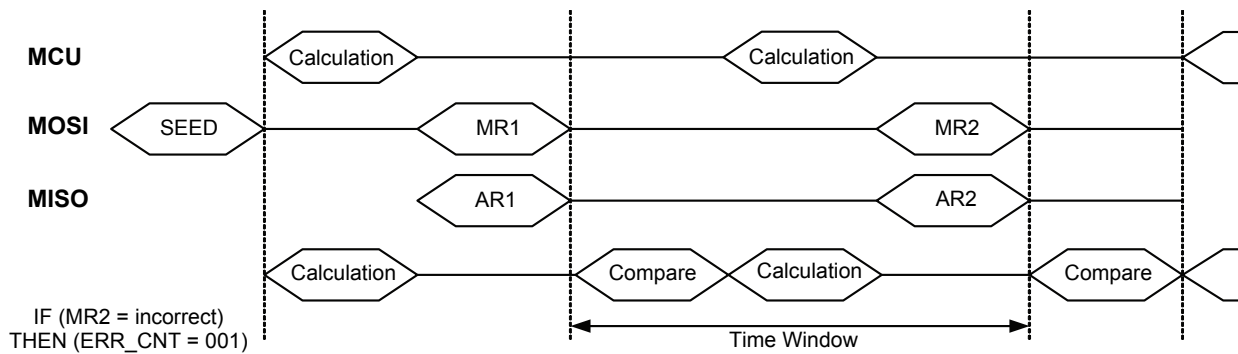 MCU Calculation Calculation
MOSI SEED MR1 MR2
MISO AR1 AR2
Calculation Compare Calculation Compare
IF (MR2 = incorrect)
THEN (ERR_CNT = 001)
Time Window